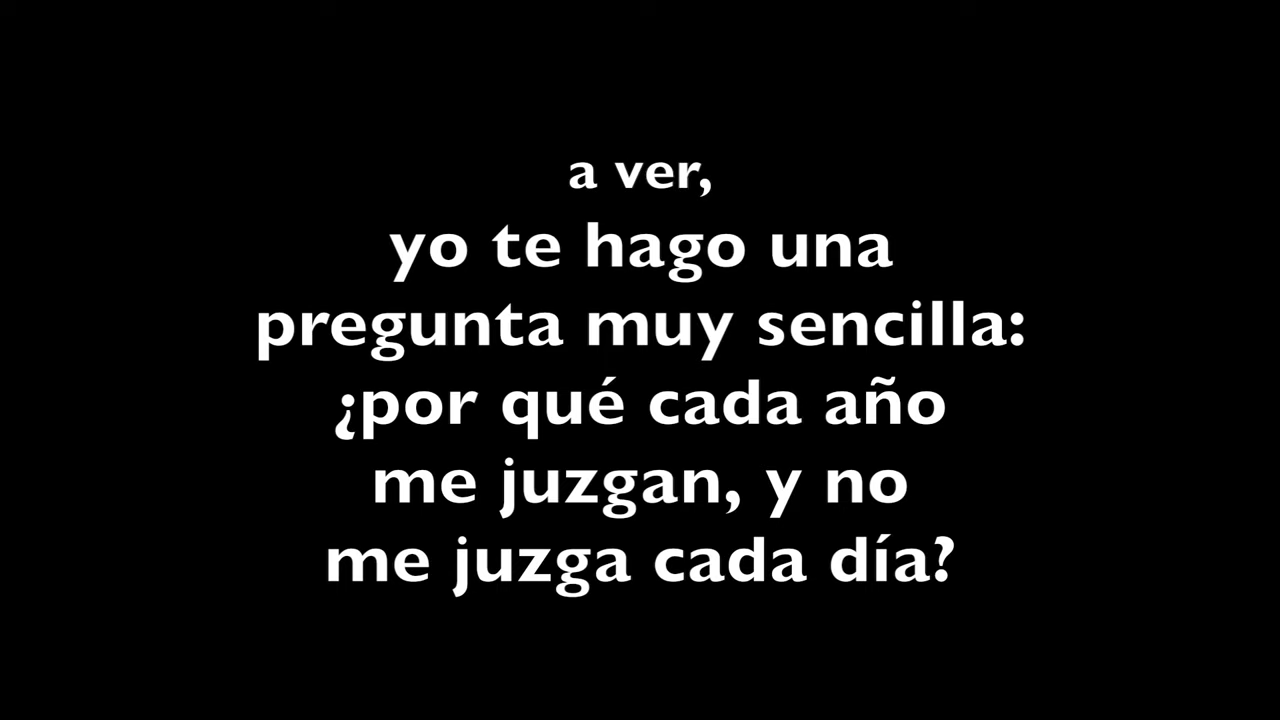 a ver,
yo te hago una
pregunta muy sencilla:
¿por qué cada año
me juzgan, y no
me juzga cada día?